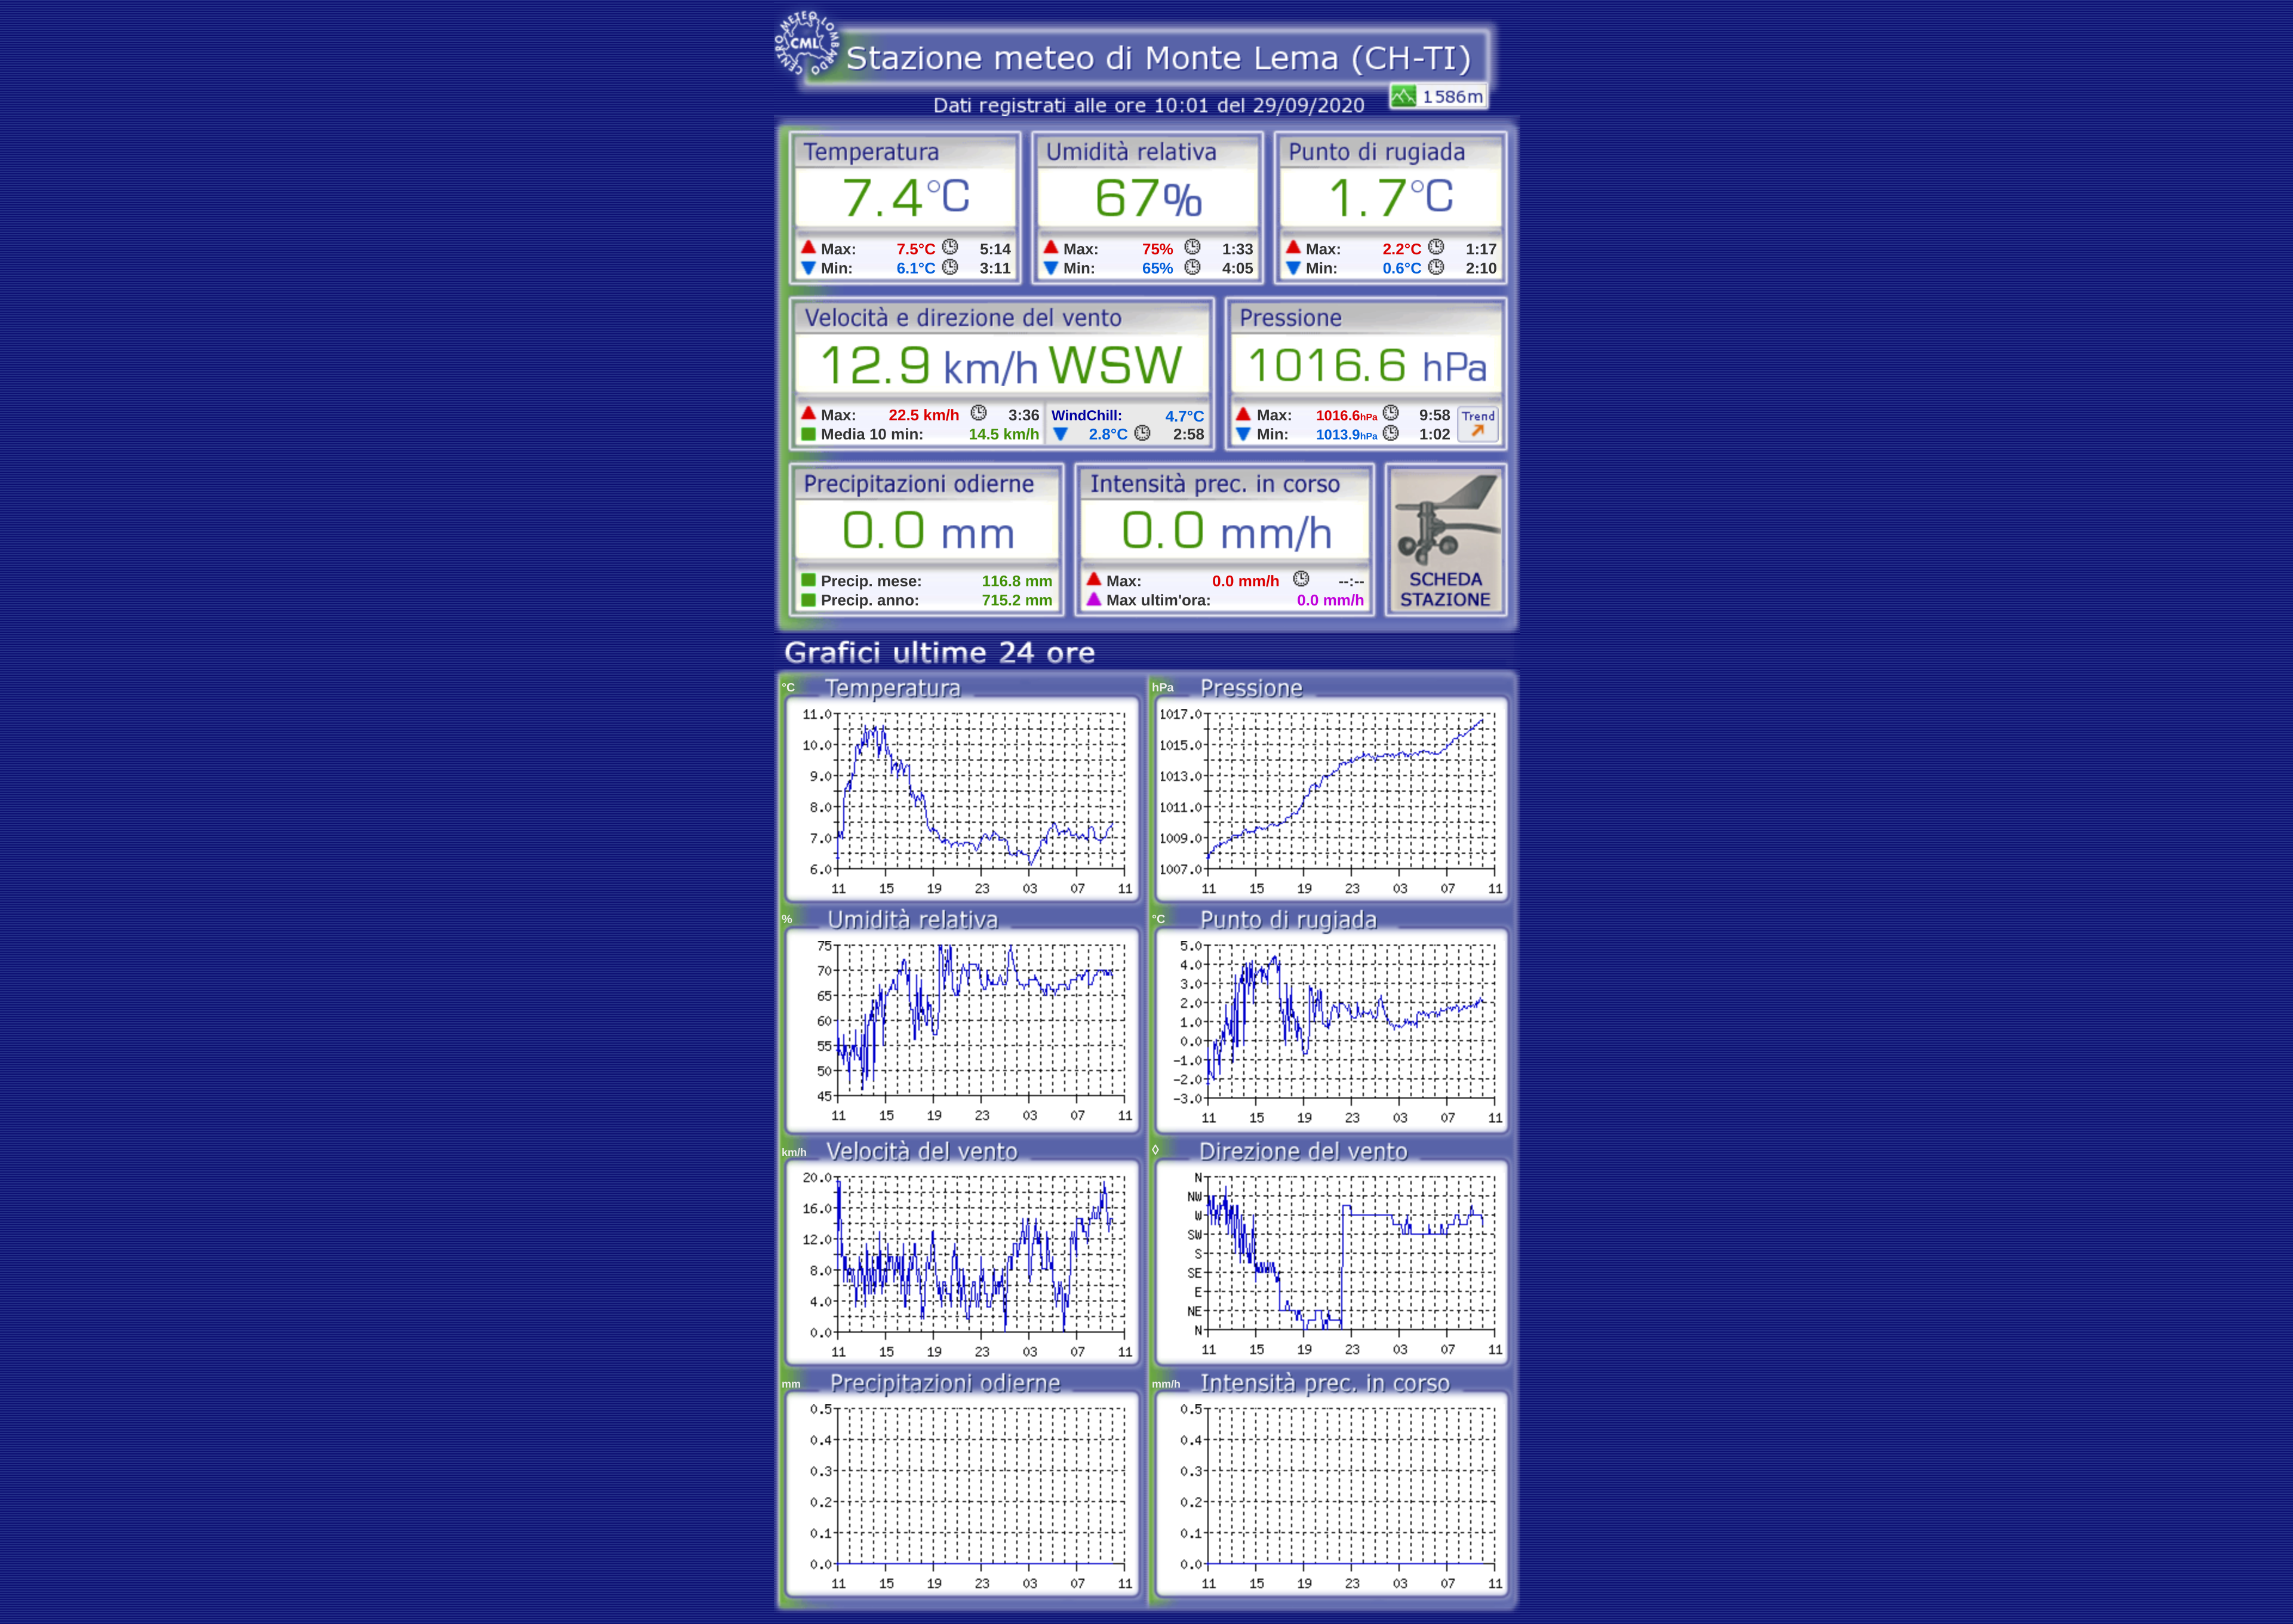 CENTRO METEO LOMBARDO
CML
Stazione meteo di Monte Lema (CH-TI)
1586m
Dati registrati alle ore 10:01 del 29/09/2020
Temperatura
7.4°C
Max: 7.5°C 5:14
Min: 6.1°C 3:11
Umidità relativa
67%
Max: 75% 1:33
Min: 65% 4:05
Punto di rugiada
1.7°C
Max: 2.2°C 1:17
Min: 0.6°C 2:10
Velocità e direzione del vento
12.9 km/h WSW
Max: 22.5 km/h 3:36
Media 10 min: 14.5 km/h
WindChill: 4.7°C
2.8°C 2:58
Pressione
1016.6 hPa
Max: 1016.6hPa 9:58
Min: 1013.9hPa 1:02
Trend
Precipitazioni odierne
0.0 mm
Precip. mese: 116.8 mm
Precip. anno: 715.2 mm
Intensità prec. in corso
0.0 mm/h
Max: 0.0 mm/h --:--
Max ultim'ora: 0.0 mm/h
SCHEDA
STAZIONE
Grafici ultime 24 ore
°C Temperatura
11.0
10.0
9.0
8.0
7.0
6.0
11 15 19 23 03 07 11
hPa Pressione
1017.0
1015.0
1013.0
1011.0
1009.0
1007.0
11 15 19 23 03 07 11
% Umidità relativa
75
70
65
60
55
50
45
11 15 19 23 03 07 11
°C Punto di rugiada
5.0
4.0
3.0
2.0
1.0
0.0
-1.0
-2.0
-3.0
11 15 19 23 03 07 11
km/h Velocità del vento
20.0
16.0
12.0
8.0
4.0
0.0
11 15 19 23 03 07 11
◊ Direzione del vento
N
NW
W
SW
S
SE
E
NE
N
11 15 19 23 03 07 11
mm Precipitazioni odierne
0.5
0.4
0.3
0.2
0.1
0.0
11 15 19 23 03 07 11
mm/h Intensità prec. in corso
0.5
0.4
0.3
0.2
0.1
0.0
11 15 19 23 03 07 11